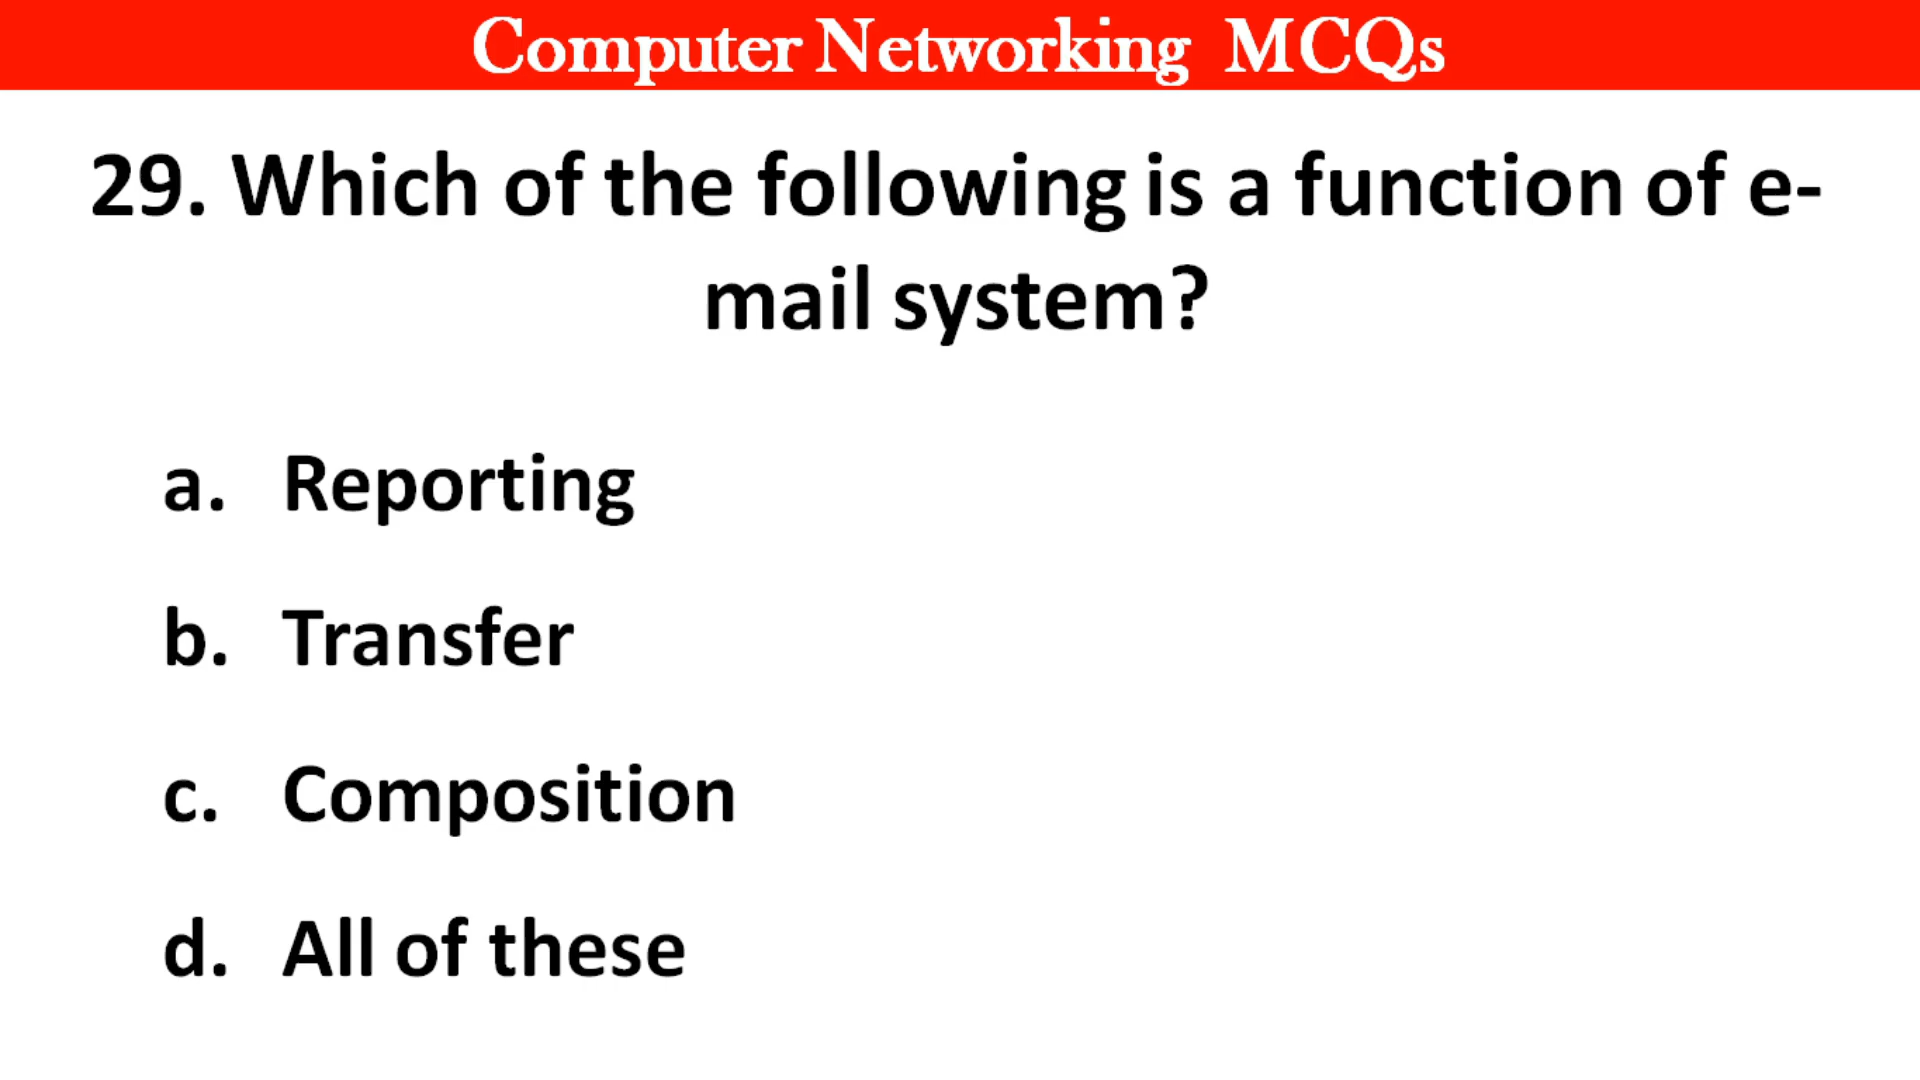 Computer Networking MCQs
29. Which of the following is a function of e-
mail system?
a. Reporting
b. Transfer
c. Composition
d. All of these